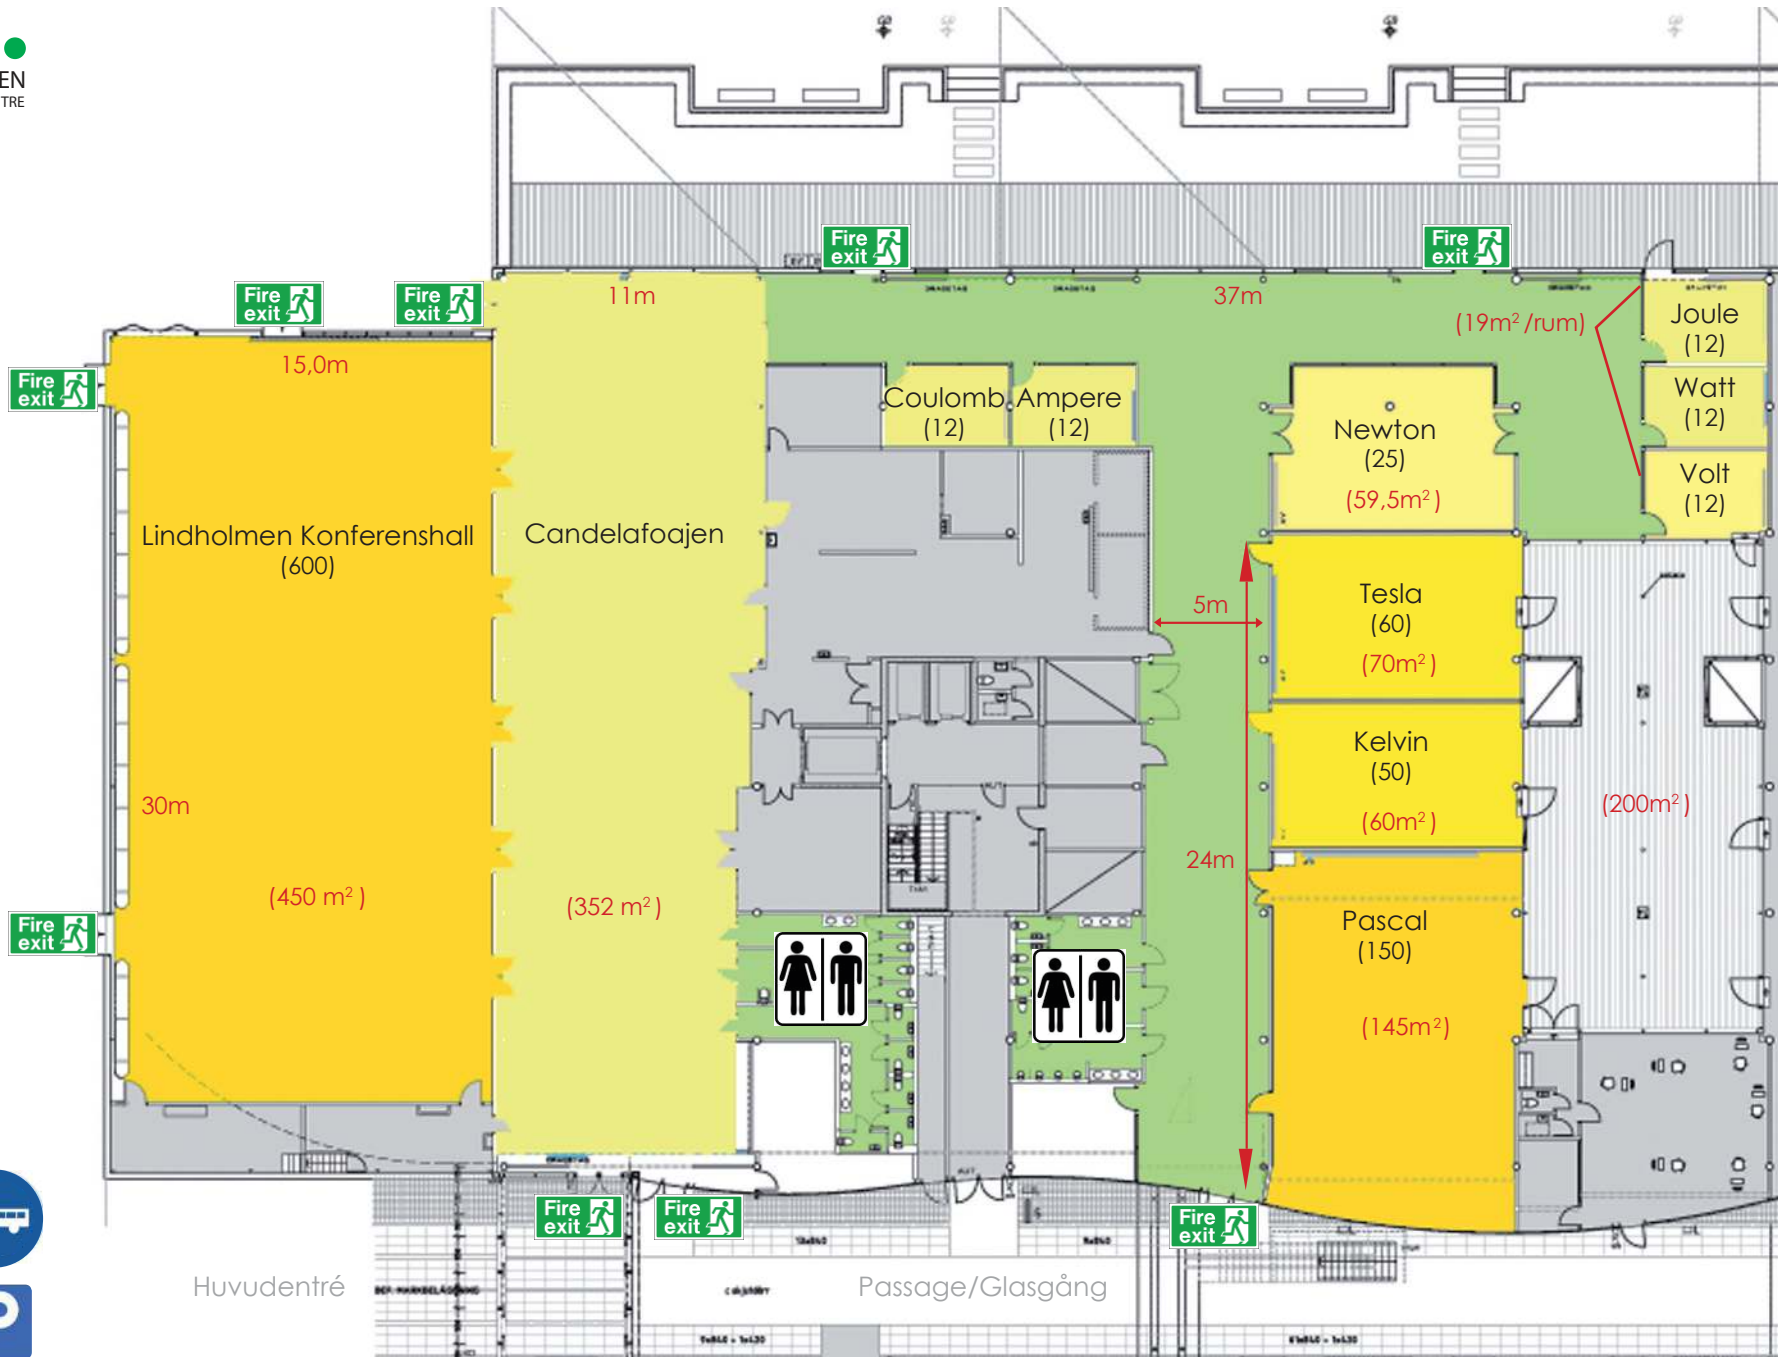 EN
TRE
Fire
exit
Fire
exit
Fire
exit
Fire
exit
11m
37m
(19m²/rum)
Joule
(12)
15,0m
Fire
exit
Coulomb
(12)
Ampere
(12)
Watt
(12)
Newton
(25)
(59,5m²)
Volt
(12)
Lindholmen Konferenshall
(600)
Candelafoajen
Tesla
(60)
(70m²)
5m
Kelvin
(50)
(60m²)
30m
(200m²)
24m
(450 m²)
(352 m²)
Pascal
(150)
(145m²)
Fire
exit
Fire
exit
Fire
exit
Fire
exit
Huvudentré
Passage/Glasgång